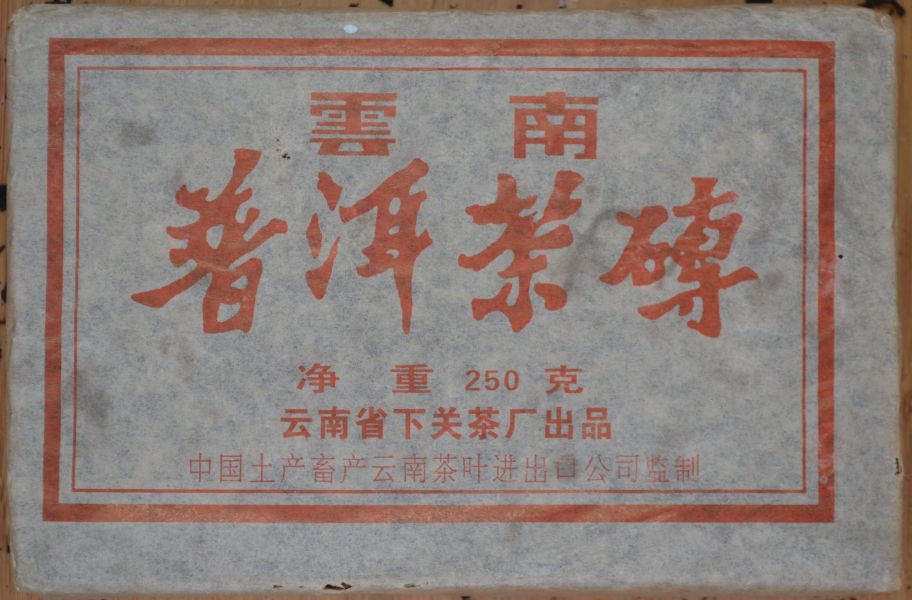 雲南
普洱茶磚
净重 250 克
云南省下关茶厂出品
中国土产畜产云南茶叶进出口公司监制